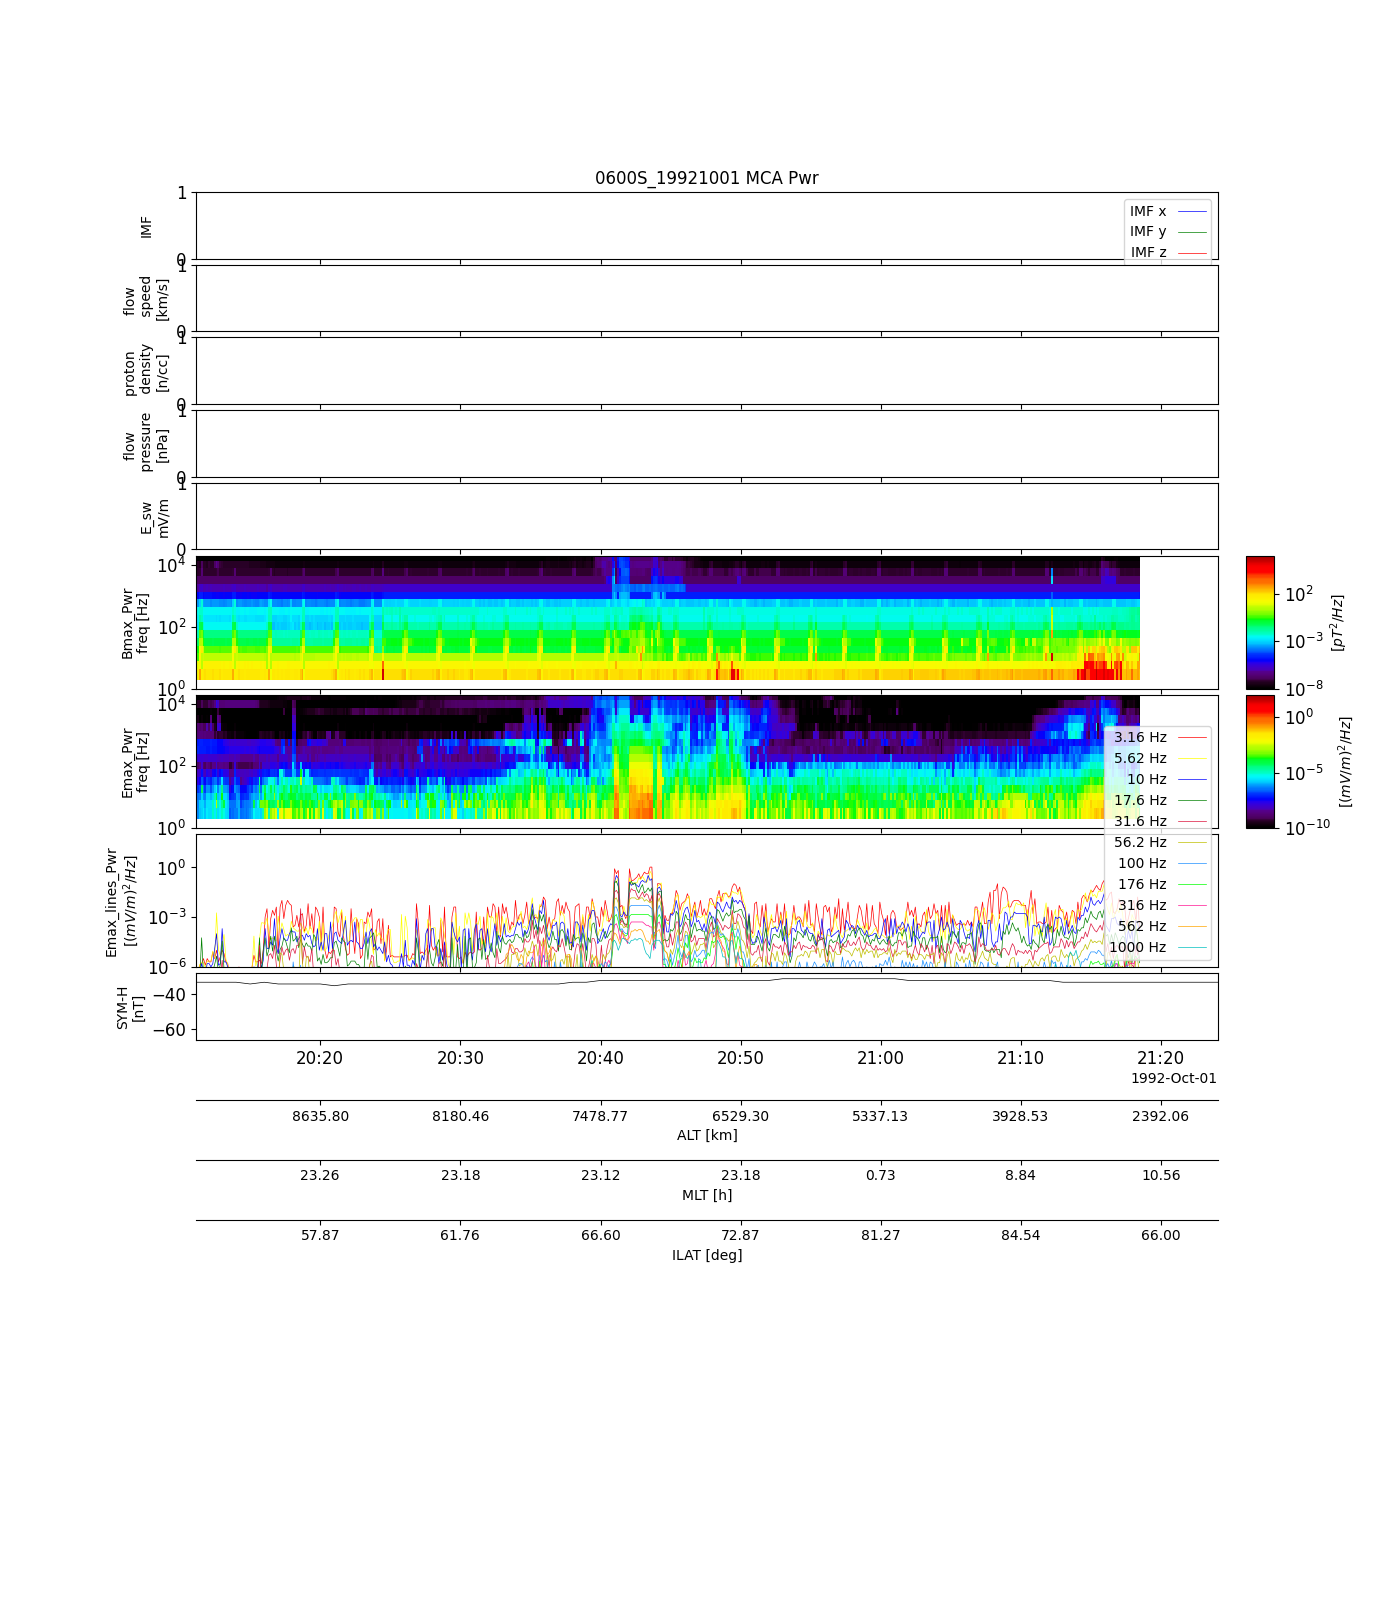 0600S_19921001 MCA Pwr
1
IMF
0
IMF x
IMF y
IMF z
1
flow
speed
[km/s]
0
1
proton
density
[n/cc]
0
1
flow
pressure
[nPa]
0
1
E_sw
mV/m
0
10^4
10^2
10^0
Bmax_Pwr
freq [Hz]
10^2
10^-3
10^-8
[pT^2/Hz]
10^4
10^2
10^0
Emax_Pwr
freq [Hz]
10^0
10^-5
10^-10
[(mV/m)^2/Hz]
3.16 Hz
5.62 Hz
10 Hz
17.6 Hz
31.6 Hz
56.2 Hz
100 Hz
176 Hz
316 Hz
562 Hz
1000 Hz
10^0
10^-3
10^-6
Emax_lines_Pwr
[(mV/m)^2/Hz]
−40
−60
SYM-H
[nT]
20:20 20:30 20:40 20:50 21:00 21:10 21:20
1992-Oct-01
8635.80 8180.46 7478.77 6529.30 5337.13 3928.53 2392.06
ALT [km]
23.26 23.18 23.12 23.18 0.73 8.84 10.56
MLT [h]
57.87 61.76 66.60 72.87 81.27 84.54 66.00
ILAT [deg]